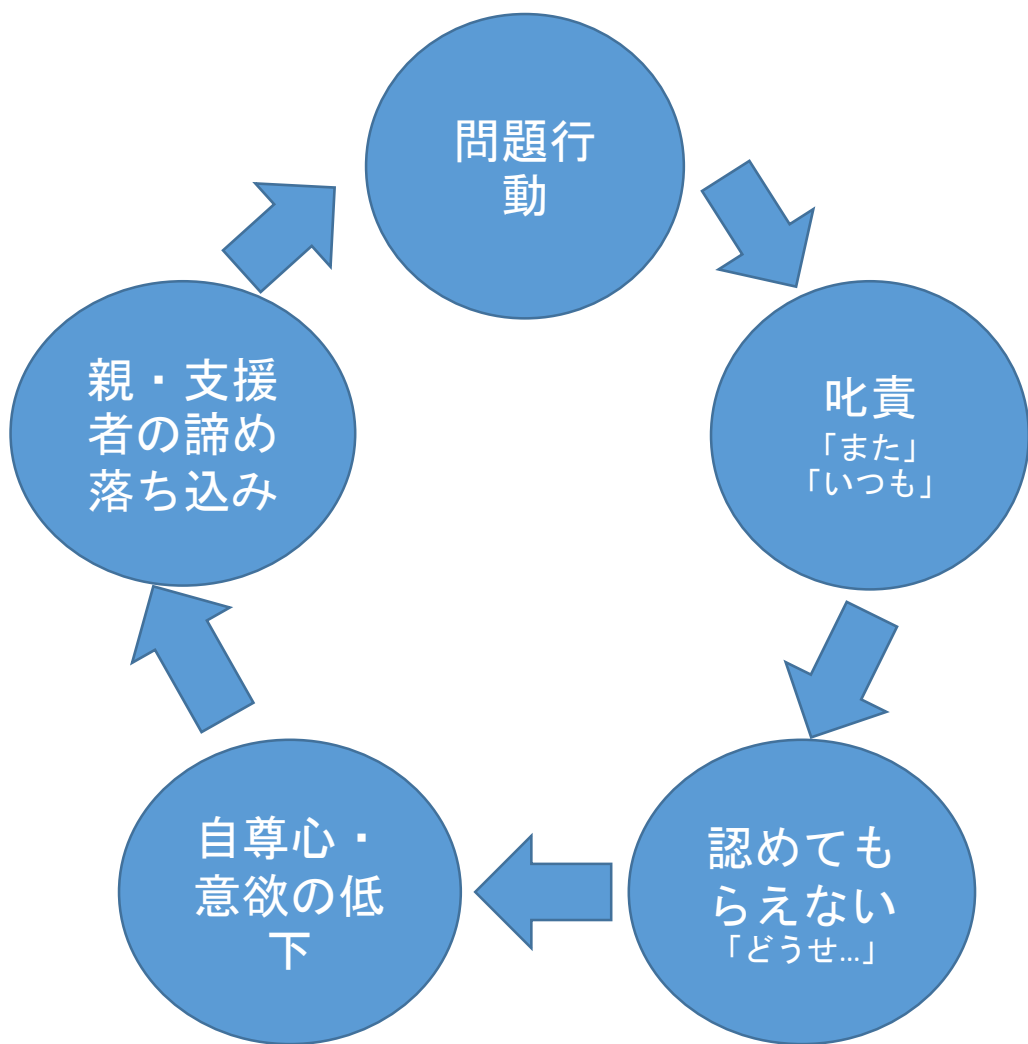 問題行
動
叱責
「また」
「いつも」
認めても
らえない
「どうせ...」
自尊心・
意欲の低
下
親・支援
者の諦め
落ち込み